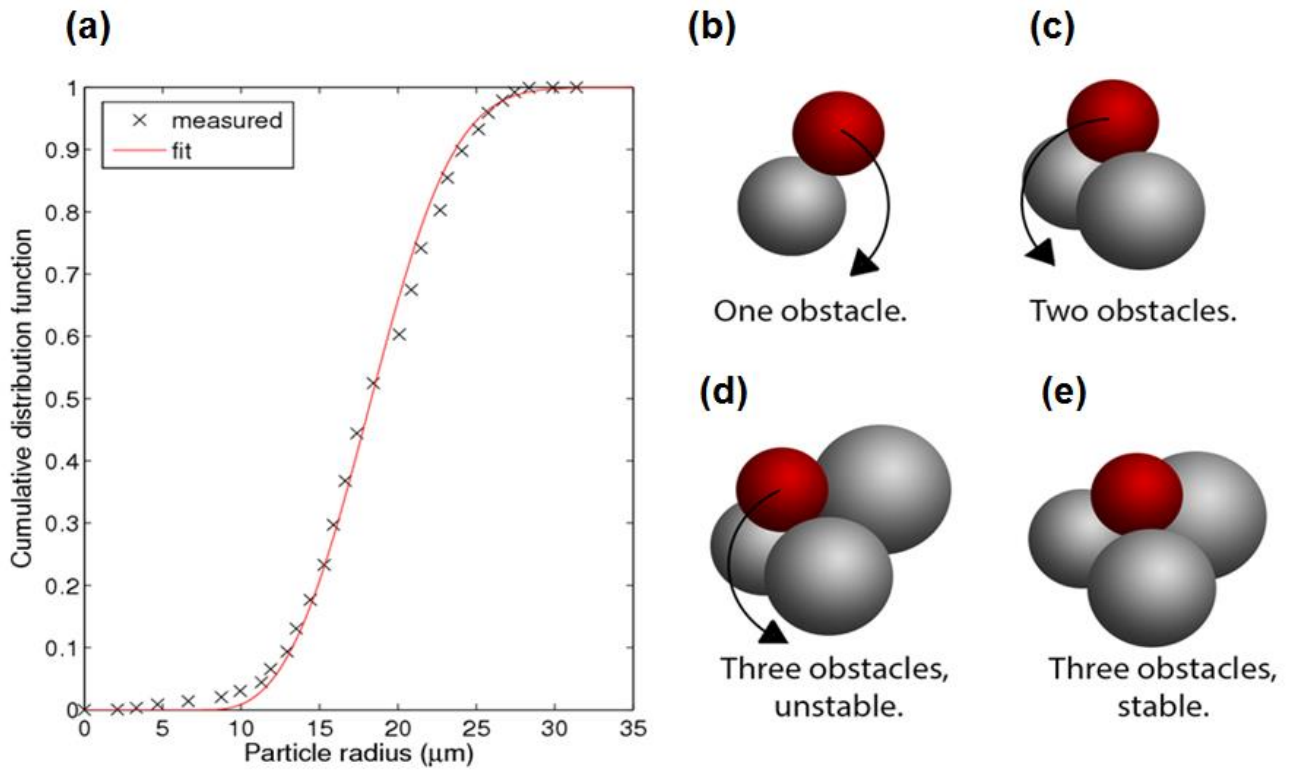 (a)
1
0.9
0.8
0.7
0.6
0.5
0.4
0.3
0.2
0.1
0
Cumulative distribution function
measured
fit
0 5 10 15 20 25 30 35
Particle radius (μm)
(b)
One obstacle.
(c)
Two obstacles.
(d)
Three obstacles,
unstable.
(e)
Three obstacles,
stable.